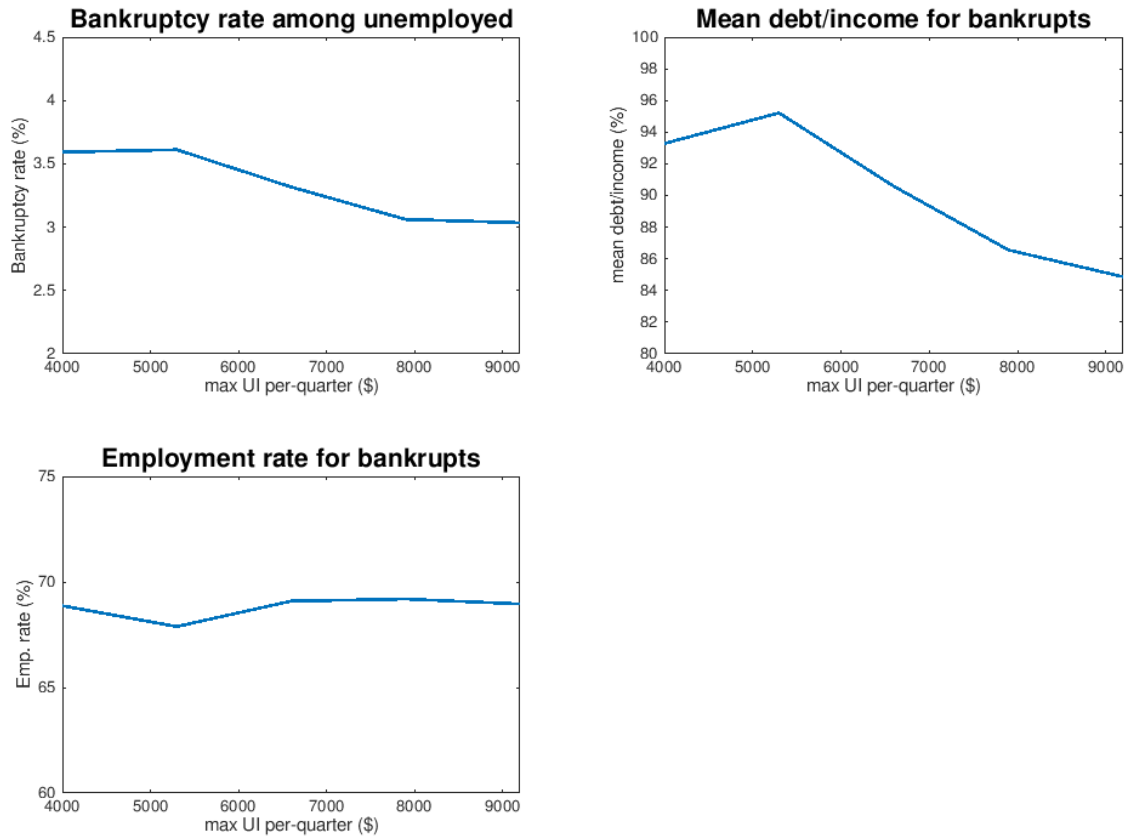 Bankruptcy rate among unemployed
4.5
4
3.5
3
2.5
2
Bankruptcy rate (%)
4000 5000 6000 7000 8000 9000
max UI per-quarter ($)
Mean debt/income for bankrupts
100
98
96
94
92
90
88
86
84
82
80
mean debt/income (%)
4000 5000 6000 7000 8000 9000
max UI per-quarter ($)
Employment rate for bankrupts
75
70
65
60
Emp. rate (%)
4000 5000 6000 7000 8000 9000
max UI per-quarter ($)